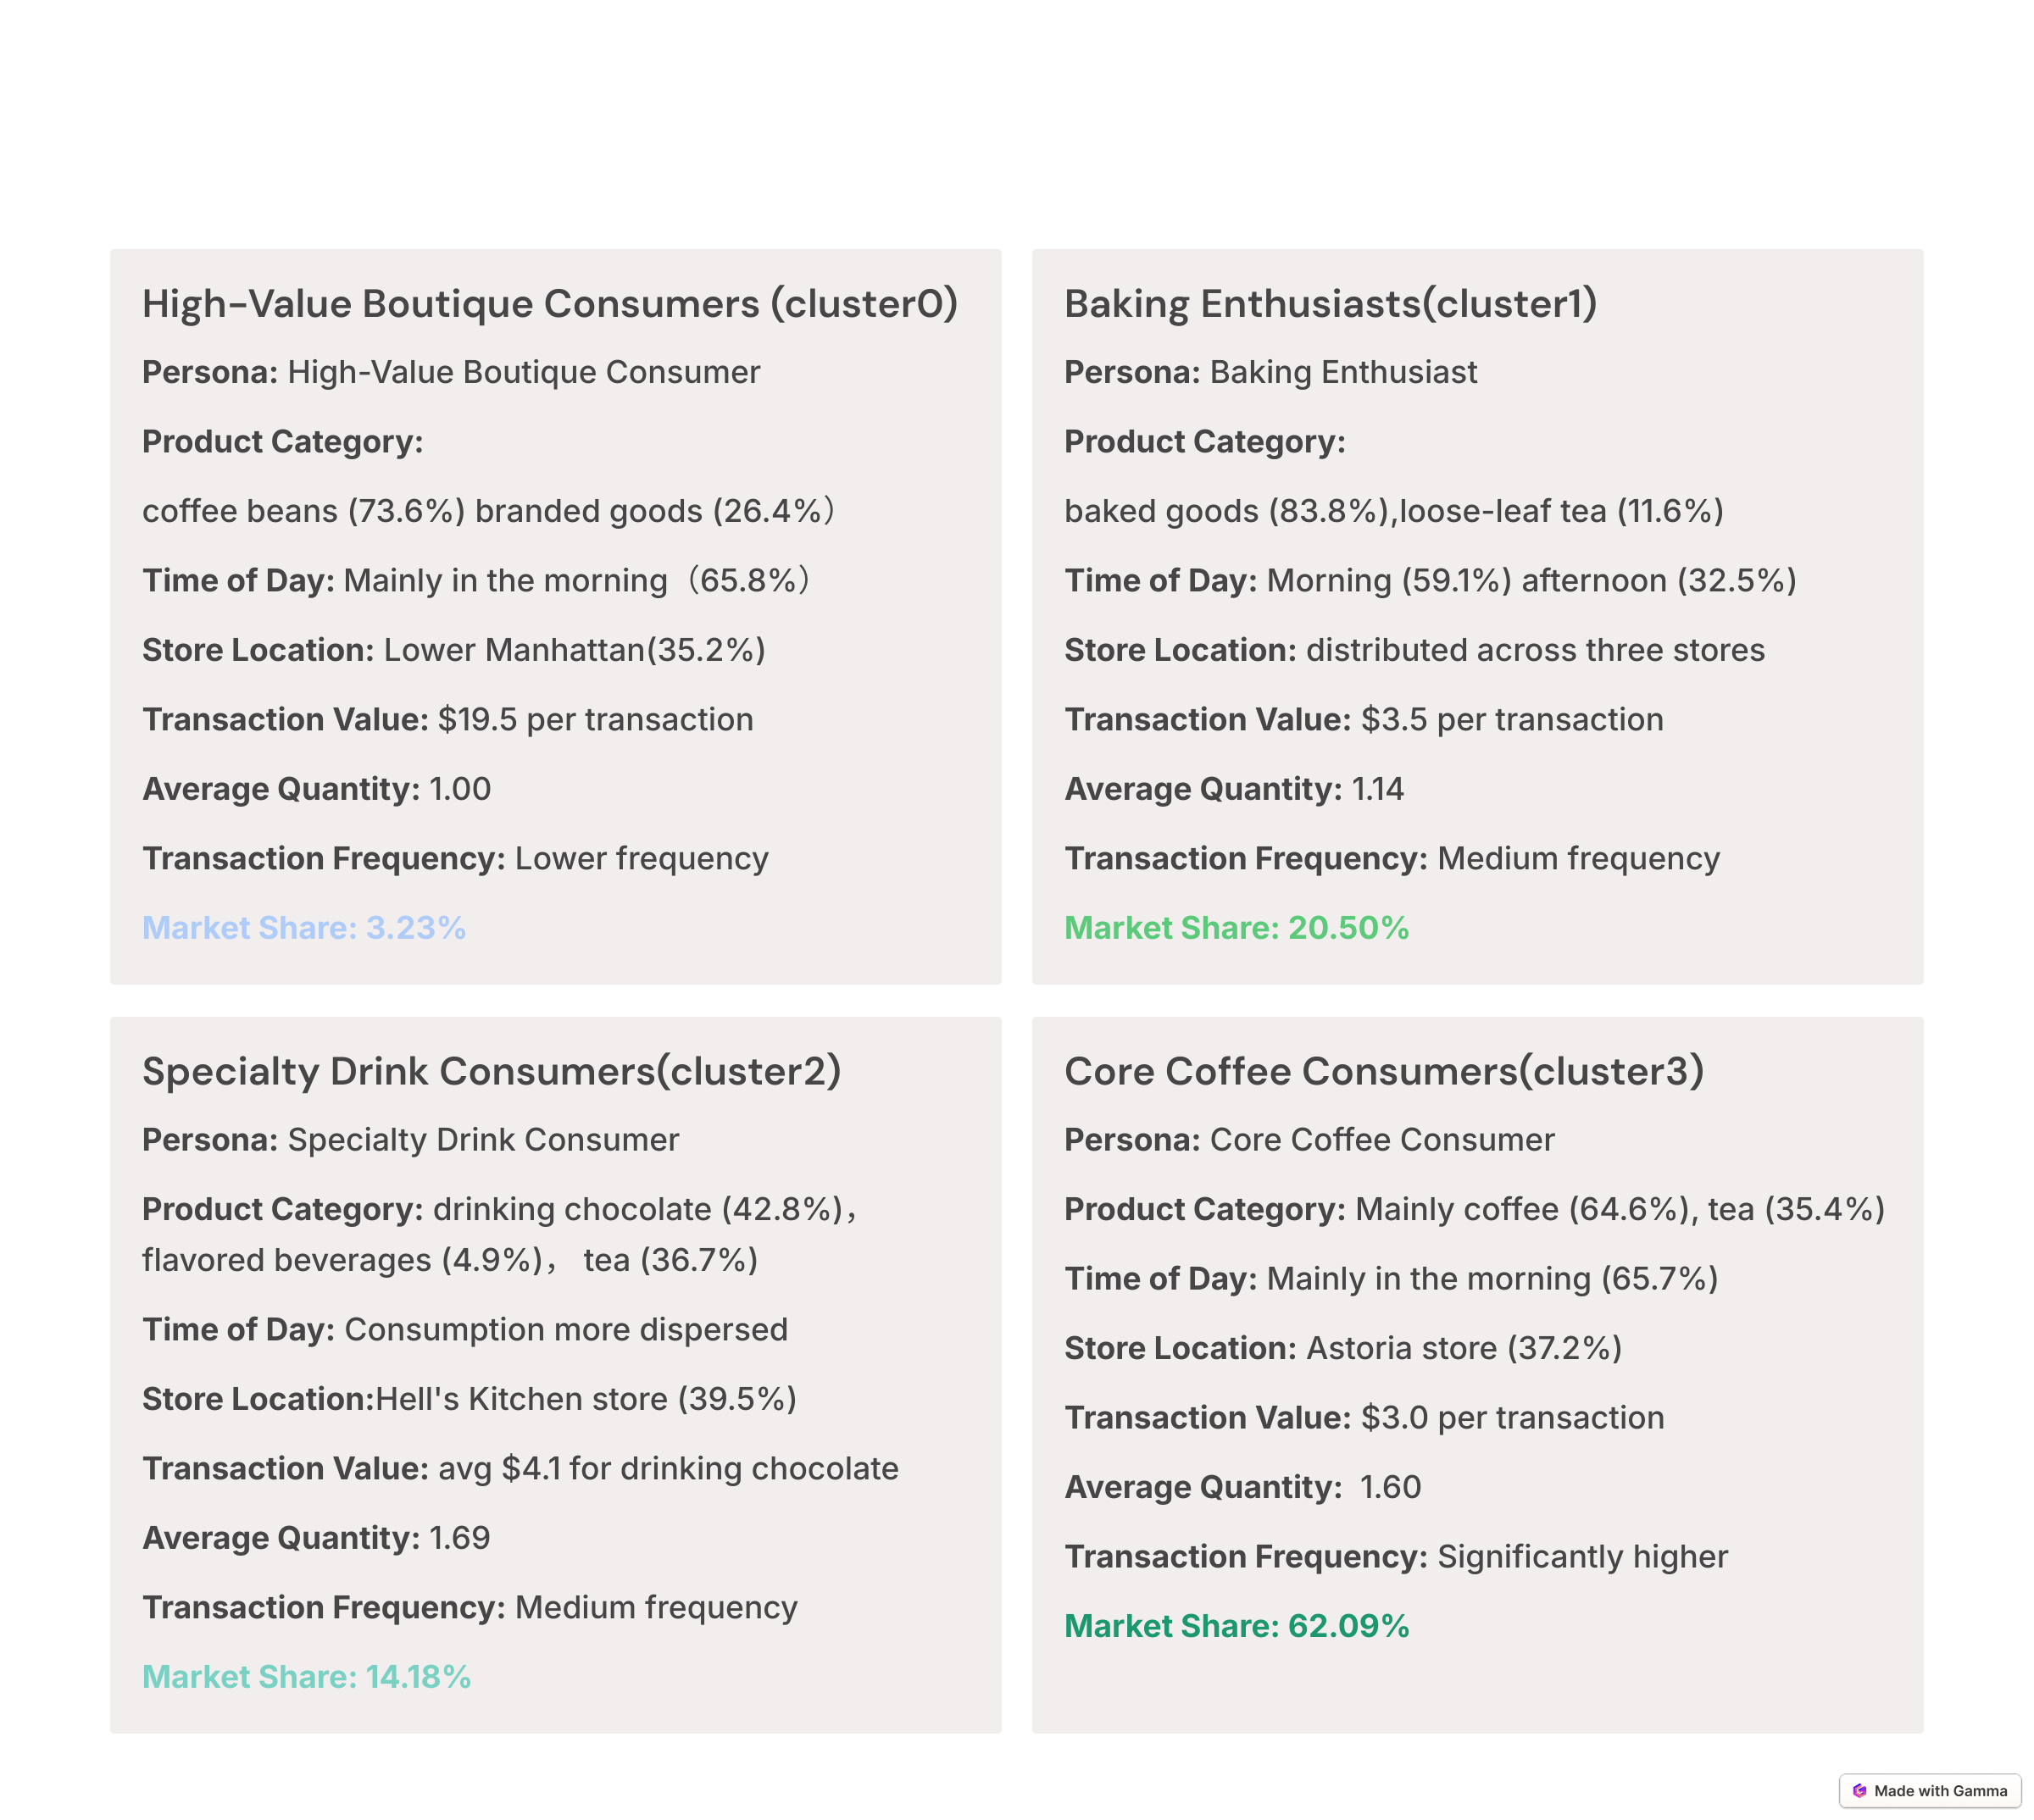 High-Value Boutique Consumers (cluster0)
Persona: High-Value Boutique Consumer
Product Category:
coffee beans (73.6%) branded goods (26.4%）
Time of Day: Mainly in the morning（65.8%）
Store Location: Lower Manhattan(35.2%)
Transaction Value: $19.5 per transaction
Average Quantity: 1.00
Transaction Frequency: Lower frequency
Market Share: 3.23%
Baking Enthusiasts(cluster1)
Persona: Baking Enthusiast
Product Category:
baked goods (83.8%),loose-leaf tea (11.6%)
Time of Day: Morning (59.1%) afternoon (32.5%)
Store Location: distributed across three stores
Transaction Value: $3.5 per transaction
Average Quantity: 1.14
Transaction Frequency: Medium frequency
Market Share: 20.50%
Specialty Drink Consumers(cluster2)
Persona: Specialty Drink Consumer
Product Category: drinking chocolate (42.8%)，
flavored beverages (4.9%)， tea (36.7%)
Time of Day: Consumption more dispersed
Store Location:Hell's Kitchen store (39.5%)
Transaction Value: avg $4.1 for drinking chocolate
Average Quantity: 1.69
Transaction Frequency: Medium frequency
Market Share: 14.18%
Core Coffee Consumers(cluster3)
Persona: Core Coffee Consumer
Product Category: Mainly coffee (64.6%), tea (35.4%)
Time of Day: Mainly in the morning (65.7%)
Store Location: Astoria store (37.2%)
Transaction Value: $3.0 per transaction
Average Quantity:  1.60
Transaction Frequency: Significantly higher
Market Share: 62.09%
Made with Gamma